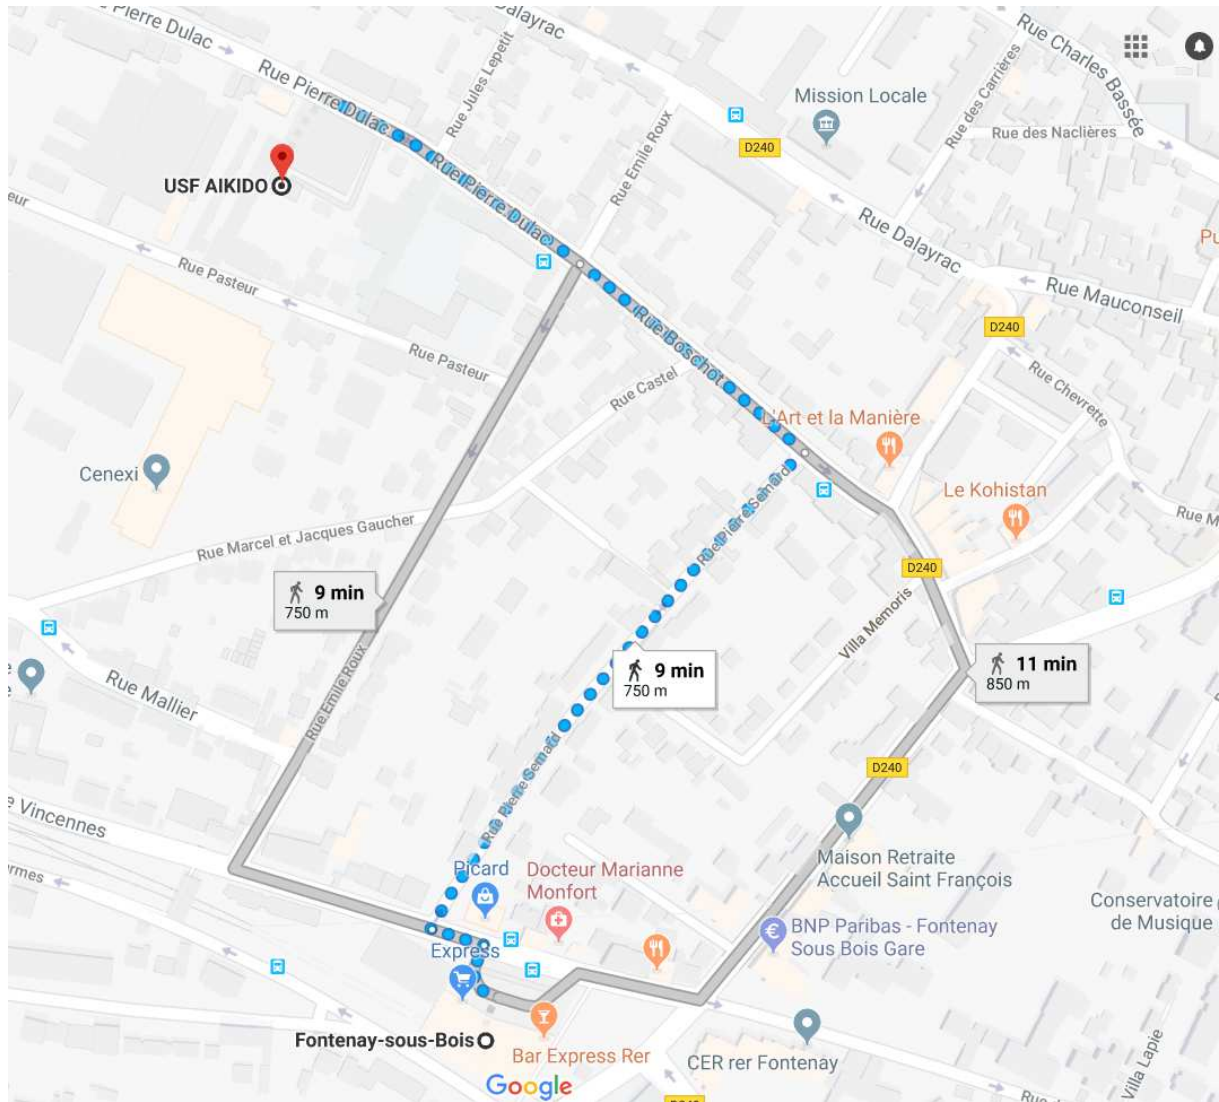 Pierre Dulac
Dalayrac
Rue Charles Bassée
Rue Pierre Dulac
Rue Jules Lepetit
Rue des Carrières
Mission Locale
Rue des Naclières
D240
Rue Emile Roux
USF AIKIDO
Rue Pierre Dulac
Rue Dalayrac
Pu
eur
Rue Pasteur
Rue Mauconseil
D240
Rue Boschot
Rue Pasteur
Rue Castel
Rue Chevrette
L'Art et la Manière
Cenexi
Le Kohistan
Rue Pierre Semard
Rue M
Rue Marcel et Jacques Gaucher
D240
9 min
750 m
Villa Memoris
9 min
750 m
11 min
850 m
Rue Mallier
Rue Emile Roux
D240
Rue Pierre Semard
e Vincennes
Maison Retraite
Accueil Saint François
Picard
Docteur Marianne
Monfort
armes
Conservatoire
de Musique
BNP Paribas - Fontenay
Sous Bois Gare
Express
Fontenay-sous-Bois
Bar Express Rer
CER rer Fontenay
Villa Lapie
Google